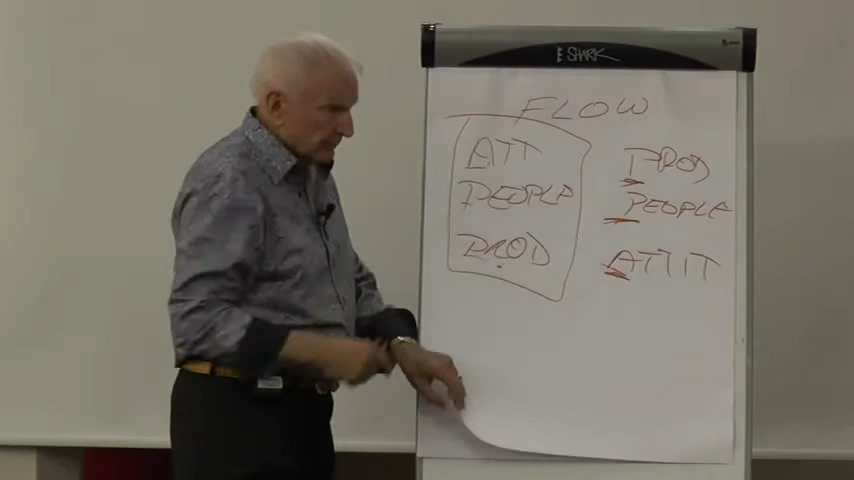 E SHARK
FLOW
ATT
PEOPLE
PROD
PROD
PEOPLE
ATTIT